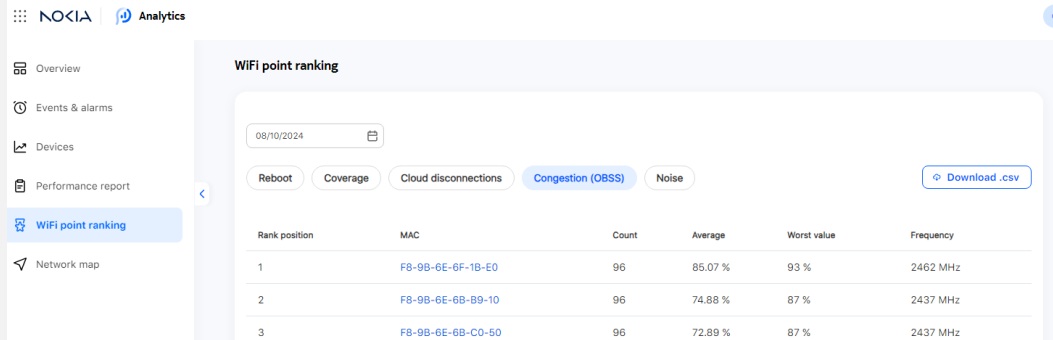 NOKIA Analytics
Overview
Events & alarms
Devices
Performance report
WiFi point ranking
Network map
WiFi point ranking
08/10/2024
Reboot Coverage Cloud disconnections Congestion (OBSS) Noise Download .csv
Rank position MAC Count Average Worst value Frequency
1 F8-9B-6E-6F-1B-E0 96 85.07 % 93 % 2462 MHz
2 F8-9B-6E-6B-B9-10 96 74.88 % 87 % 2437 MHz
3 F8-9B-6E-6B-C0-50 96 72.89 % 87 % 2437 MHz